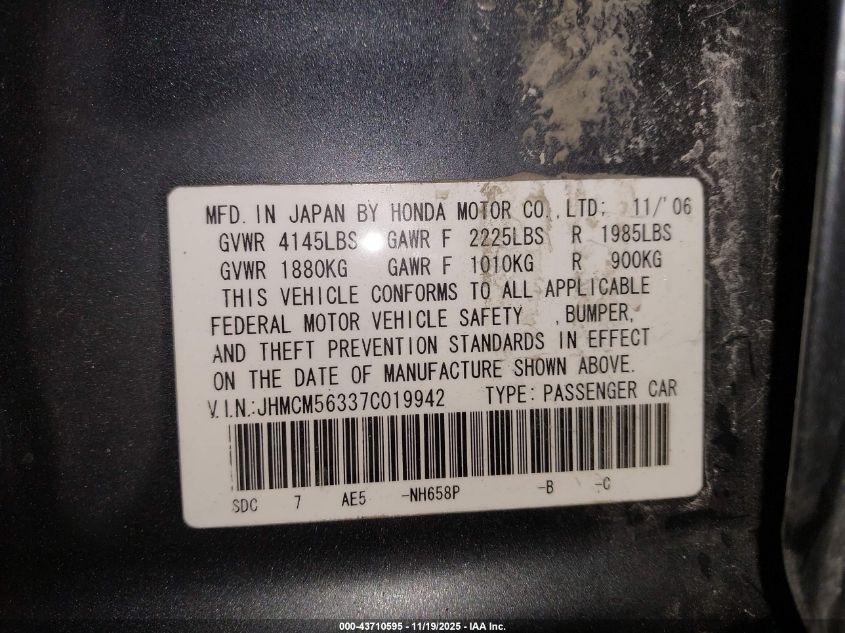 MFD. IN JAPAN BY HONDA MOTOR CO., LTD; 11/'06
GVWR 4145LBS GAWR F 2225LBS R 1985LBS
GVWR 1880KG GAWR F 1010KG R 900KG
THIS VEHICLE CONFORMS TO ALL APPLICABLE
FEDERAL MOTOR VEHICLE SAFETY ,BUMPER,
AND THEFT PREVENTION STANDARDS IN EFFECT
ON THE DATE OF MANUFACTURE SHOWN ABOVE.
V.I.N.:JHMCM56337C019942 TYPE: PASSENGER CAR
SDC 7 AE5 -NH658P -B -C
000-43710595 - 11/19/2025 - IAA Inc.